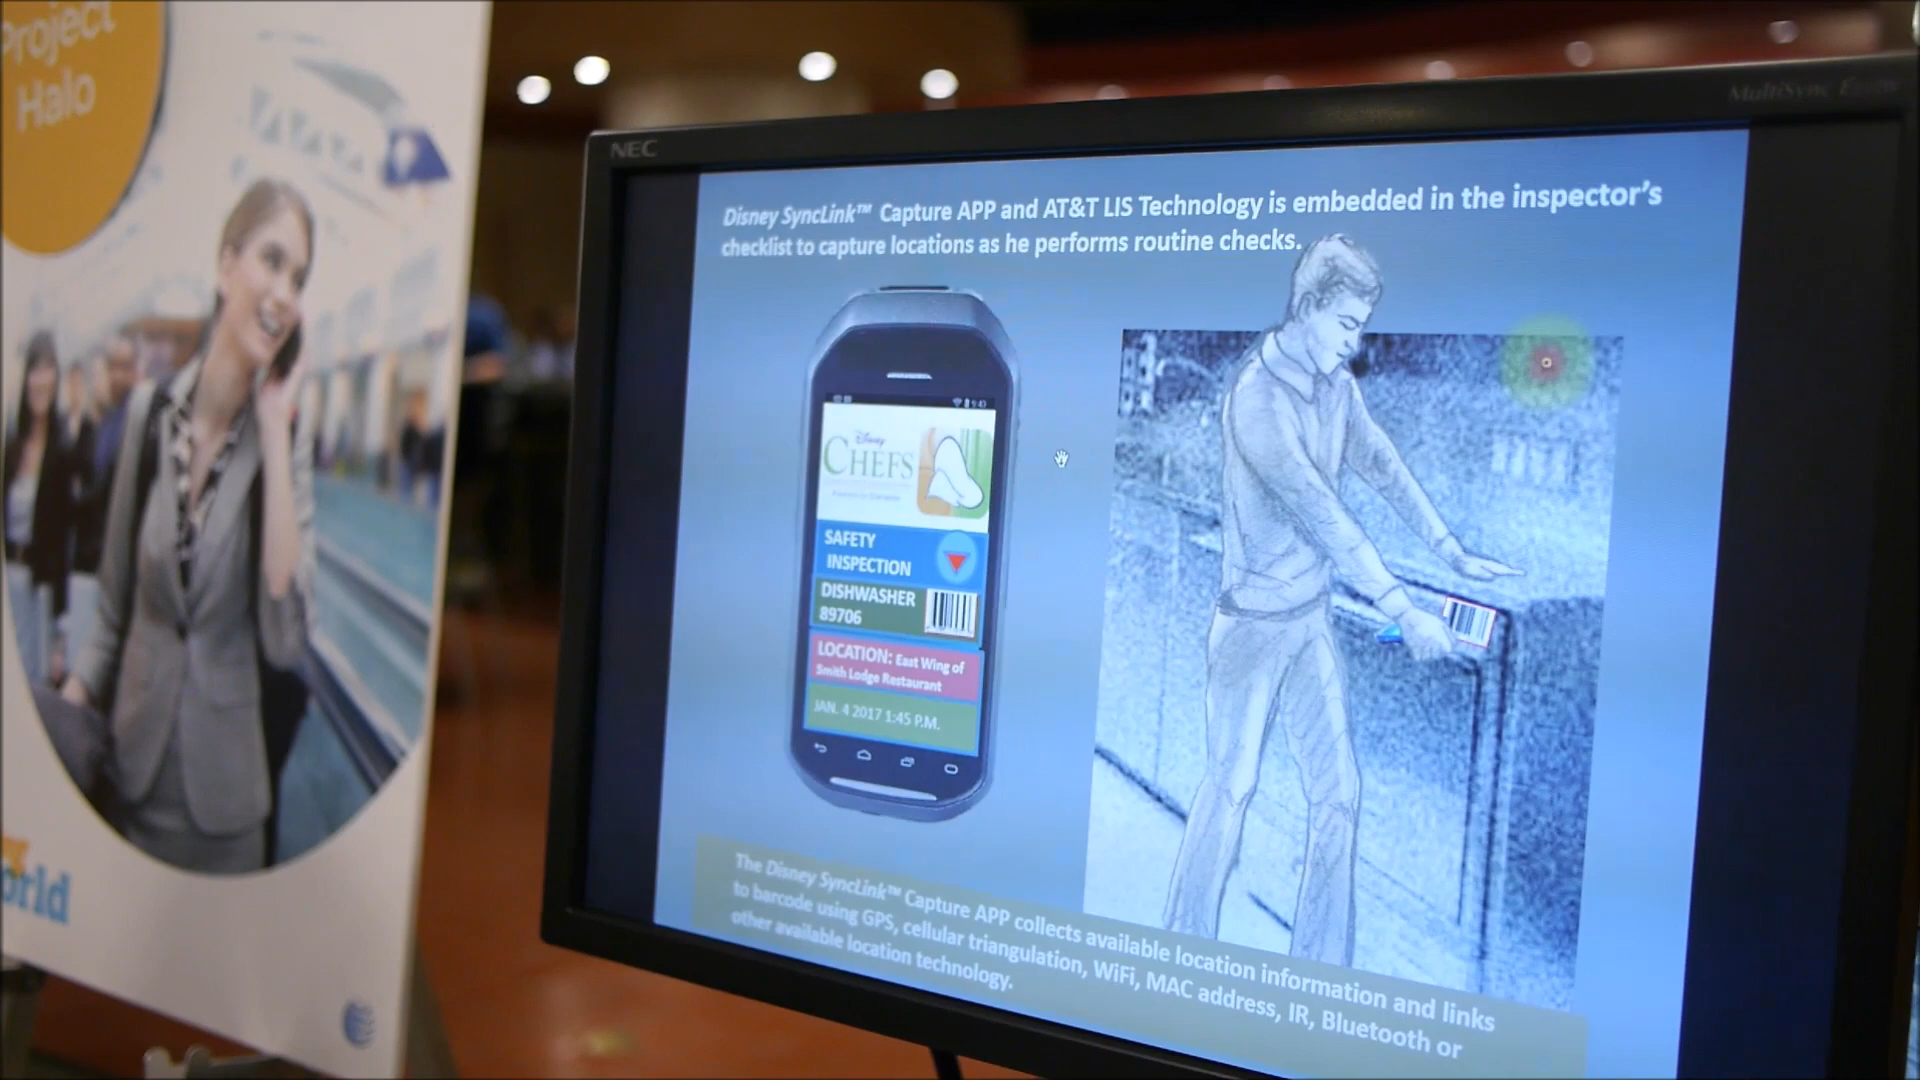 Project
Halo
orld
NEC
MultiSync
Disney SyncLink™ Capture APP and AT&T LIS Technology is embedded in the inspector's
checklist to capture locations as he performs routine checks.
9:43
Disney
CHEFS
SAFETY
INSPECTION
DISHWASHER
89706
LOCATION: East Wing of
Smith Lodge Restaurant
JAN. 4 2017 1:45 P.M.
The Disney SyncLink™ Capture APP collects available location information and links
to barcode using GPS, cellular triangulation, WiFi, MAC address, IR, Bluetooth or
other available location technology.